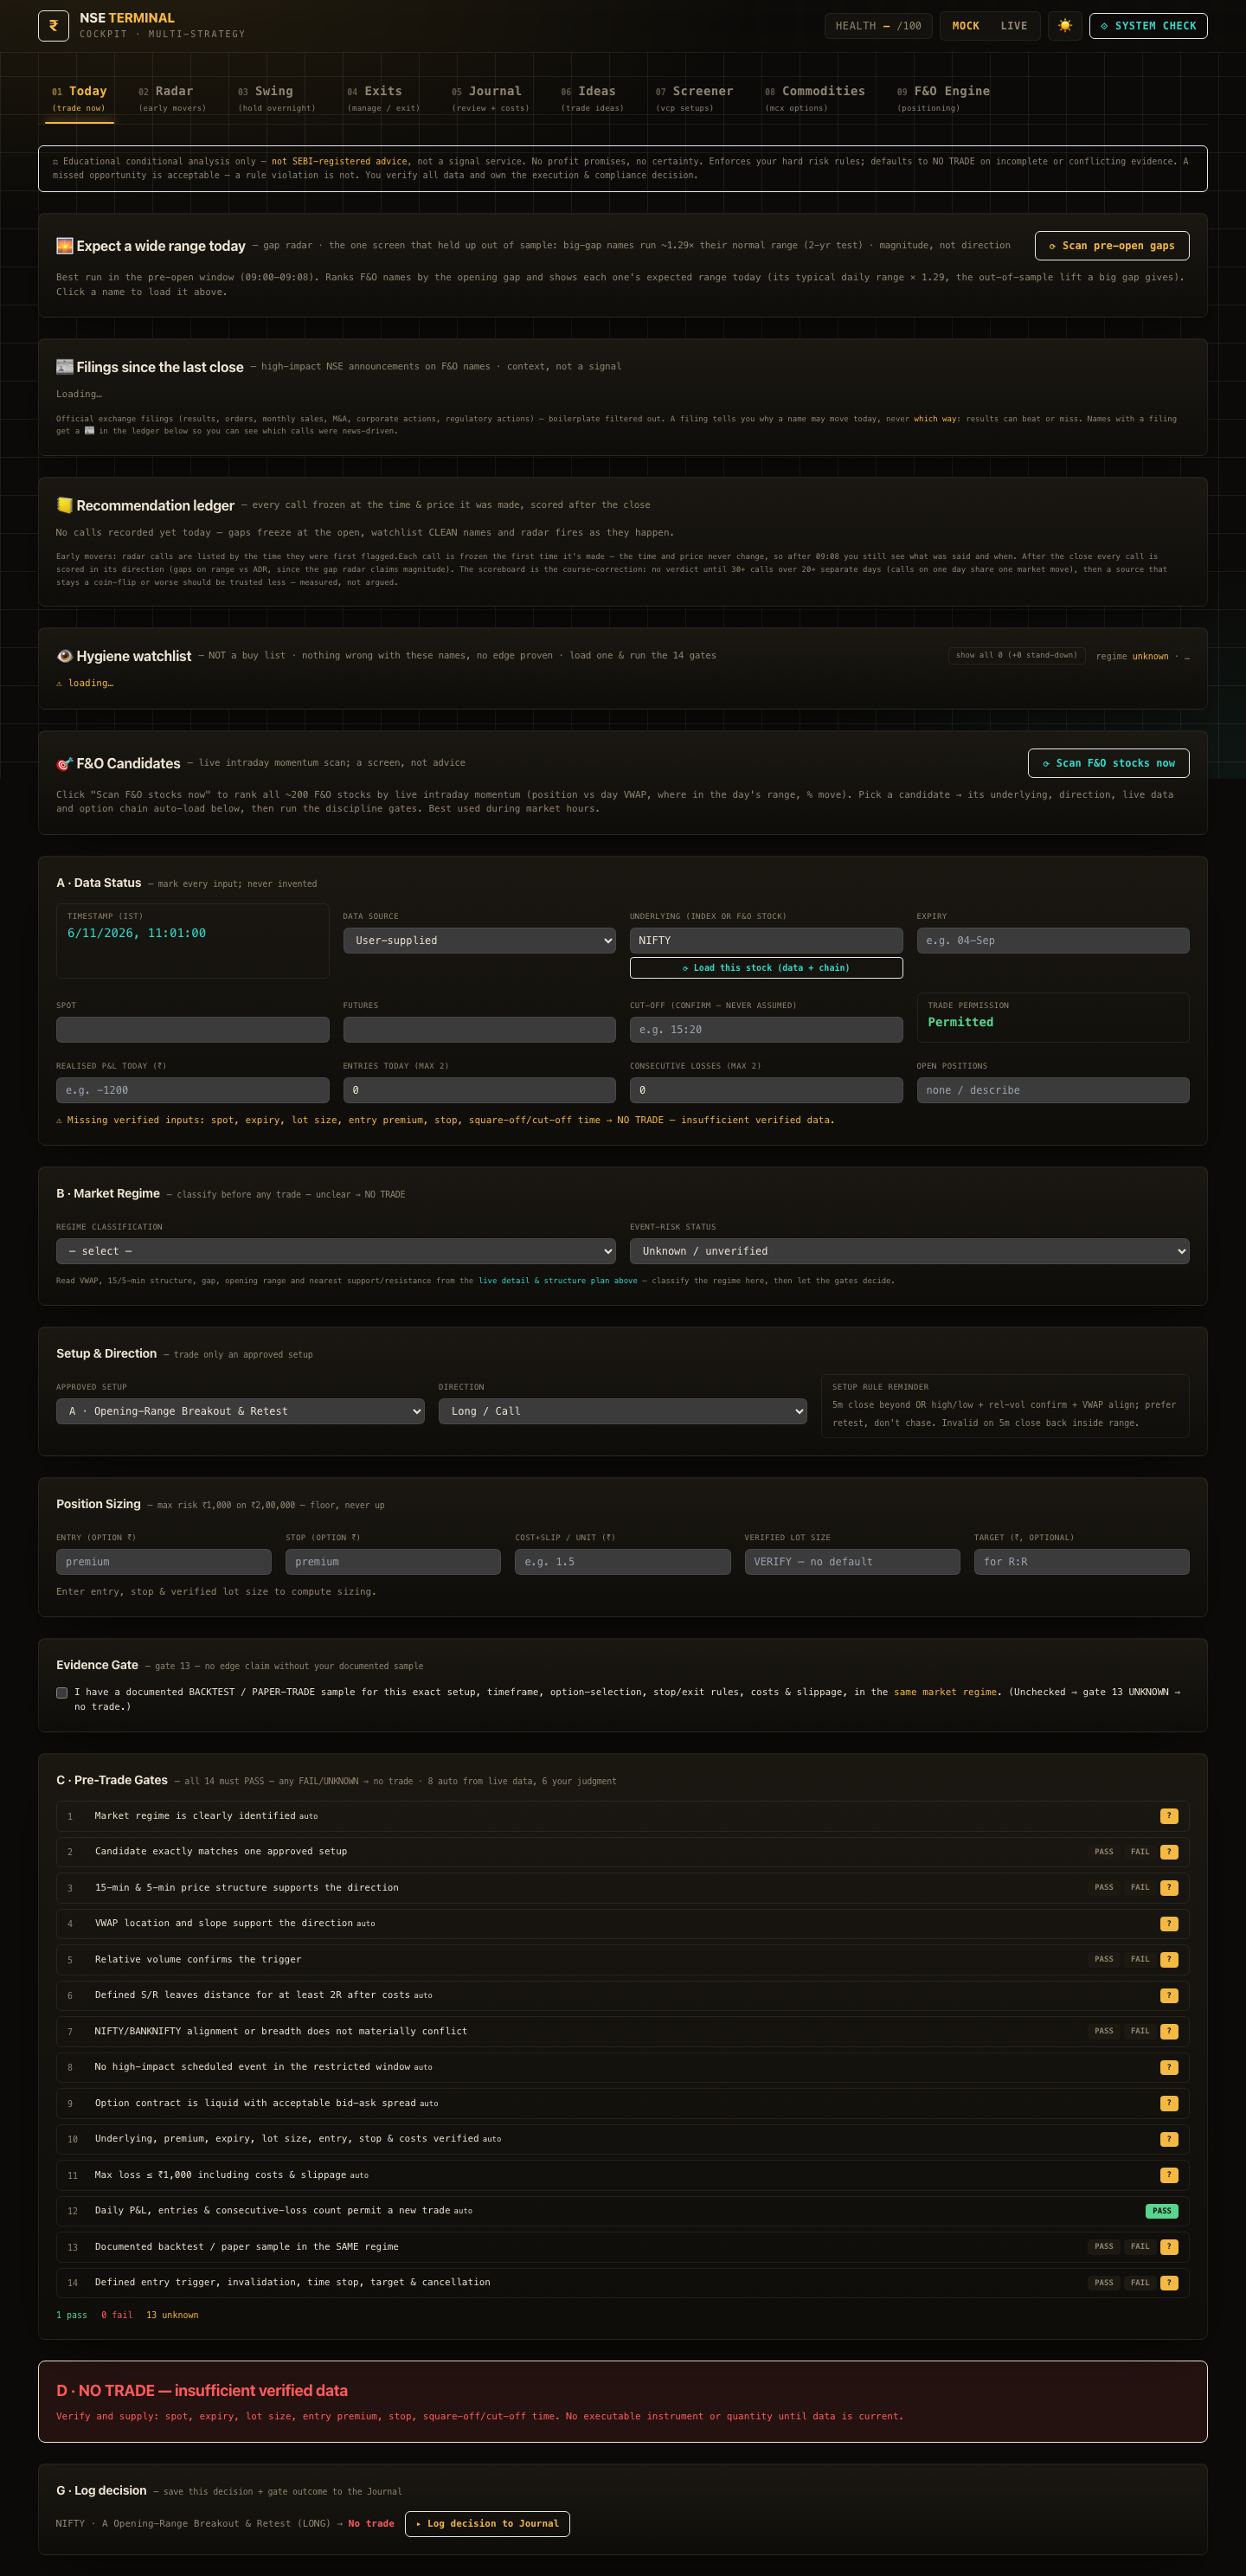 ₹
NSE TERMINAL
COCKPIT · MULTI-STRATEGY
HEALTH — /100
MOCK LIVE
⟐ SYSTEM CHECK
01 Today
(trade now)
02 Radar
(early movers)
03 Swing
(hold overnight)
04 Exits
(manage / exit)
05 Journal
(review + costs)
06 Ideas
(trade ideas)
07 Screener
(vcp setups)
08 Commodities
(mcx options)
09 F&O Engine
(positioning)
⚖ Educational conditional analysis only — not SEBI-registered advice, not a signal service. No profit promises, no certainty. Enforces your hard risk rules; defaults to NO TRADE on incomplete or conflicting evidence. A
missed opportunity is acceptable — a rule violation is not. You verify all data and own the execution & compliance decision.
🌅 Expect a wide range today — gap radar · the one screen that held up out of sample: big-gap names run ~1.29× their normal range (2-yr test) · magnitude, not direction
⟳ Scan pre-open gaps
Best run in the pre-open window (09:00–09:08). Ranks F&O names by the opening gap and shows each one's expected range today (its typical daily range × 1.29, the out-of-sample lift a big gap gives).
Click a name to load it above.
📰 Filings since the last close — high-impact NSE announcements on F&O names · context, not a signal
Loading…
Official exchange filings (results, orders, monthly sales, M&A, corporate actions, regulatory actions) — boilerplate filtered out. A filing tells you why a name may move today, never which way: results can beat or miss. Names with a filing
get a 📰 in the ledger below so you can see which calls were news-driven.
📒 Recommendation ledger — every call frozen at the time & price it was made, scored after the close
No calls recorded yet today — gaps freeze at the open, watchlist CLEAN names and radar fires as they happen.
Early movers: radar calls are listed by the time they were first flagged.Each call is frozen the first time it's made — the time and price never change, so after 09:08 you still see what was said and when. After the close every call is
scored in its direction (gaps on range vs ADR, since the gap radar claims magnitude). The scoreboard is the course-correction: no verdict until 30+ calls over 20+ separate days (calls on one day share one market move), then a source that
stays a coin-flip or worse should be trusted less — measured, not argued.
👁 Hygiene watchlist — NOT a buy list · nothing wrong with these names, no edge proven · load one & run the 14 gates
show all 0 (+0 stand-down)
regime unknown · …
⚠ loading…
🎯 F&O Candidates — live intraday momentum scan; a screen, not advice
⟳ Scan F&O stocks now
Click "Scan F&O stocks now" to rank all ~200 F&O stocks by live intraday momentum (position vs day VWAP, where in the day's range, % move). Pick a candidate → its underlying, direction, live data
and option chain auto-load below, then run the discipline gates. Best used during market hours.
A · Data Status — mark every input; never invented
TIMESTAMP (IST)
6/11/2026, 11:01:00
DATA SOURCE
User-supplied
UNDERLYING (INDEX OR F&O STOCK)
NIFTY
⟳ Load this stock (data + chain)
EXPIRY
e.g. 04-Sep
SPOT
FUTURES
CUT-OFF (CONFIRM — NEVER ASSUMED)
e.g. 15:20
TRADE PERMISSION
Permitted
REALISED P&L TODAY (₹)
e.g. -1200
ENTRIES TODAY (MAX 2)
0
CONSECUTIVE LOSSES (MAX 2)
0
OPEN POSITIONS
none / describe
⚠ Missing verified inputs: spot, expiry, lot size, entry premium, stop, square-off/cut-off time → NO TRADE — insufficient verified data.
B · Market Regime — classify before any trade — unclear → NO TRADE
REGIME CLASSIFICATION
— select —
EVENT-RISK STATUS
Unknown / unverified
Read VWAP, 15/5-min structure, gap, opening range and nearest support/resistance from the live detail & structure plan above — classify the regime here, then let the gates decide.
Setup & Direction — trade only an approved setup
APPROVED SETUP
A · Opening-Range Breakout & Retest
DIRECTION
Long / Call
SETUP RULE REMINDER
5m close beyond OR high/low + rel-vol confirm + VWAP align; prefer
retest, don't chase. Invalid on 5m close back inside range.
Position Sizing — max risk ₹1,000 on ₹2,00,000 — floor, never up
ENTRY (OPTION ₹)
premium
STOP (OPTION ₹)
premium
COST+SLIP / UNIT (₹)
e.g. 1.5
VERIFIED LOT SIZE
VERIFY — no default
TARGET (₹, OPTIONAL)
for R:R
Enter entry, stop & verified lot size to compute sizing.
Evidence Gate — gate 13 — no edge claim without your documented sample
I have a documented BACKTEST / PAPER-TRADE sample for this exact setup, timeframe, option-selection, stop/exit rules, costs & slippage, in the same market regime. (Unchecked → gate 13 UNKNOWN →
no trade.)
C · Pre-Trade Gates — all 14 must PASS — any FAIL/UNKNOWN → no trade · 8 auto from live data, 6 your judgment
1 Market regime is clearly identified auto ?
2 Candidate exactly matches one approved setup PASS FAIL ?
3 15-min & 5-min price structure supports the direction PASS FAIL ?
4 VWAP location and slope support the direction auto ?
5 Relative volume confirms the trigger PASS FAIL ?
6 Defined S/R leaves distance for at least 2R after costs auto ?
7 NIFTY/BANKNIFTY alignment or breadth does not materially conflict PASS FAIL ?
8 No high-impact scheduled event in the restricted window auto ?
9 Option contract is liquid with acceptable bid-ask spread auto ?
10 Underlying, premium, expiry, lot size, entry, stop & costs verified auto ?
11 Max loss ≤ ₹1,000 including costs & slippage auto ?
12 Daily P&L, entries & consecutive-loss count permit a new trade auto PASS
13 Documented backtest / paper sample in the SAME regime PASS FAIL ?
14 Defined entry trigger, invalidation, time stop, target & cancellation PASS FAIL ?
1 pass 0 fail 13 unknown
D · NO TRADE — insufficient verified data
Verify and supply: spot, expiry, lot size, entry premium, stop, square-off/cut-off time. No executable instrument or quantity until data is current.
G · Log decision — save this decision + gate outcome to the Journal
NIFTY · A Opening-Range Breakout & Retest (LONG) → No trade
▸ Log decision to Journal